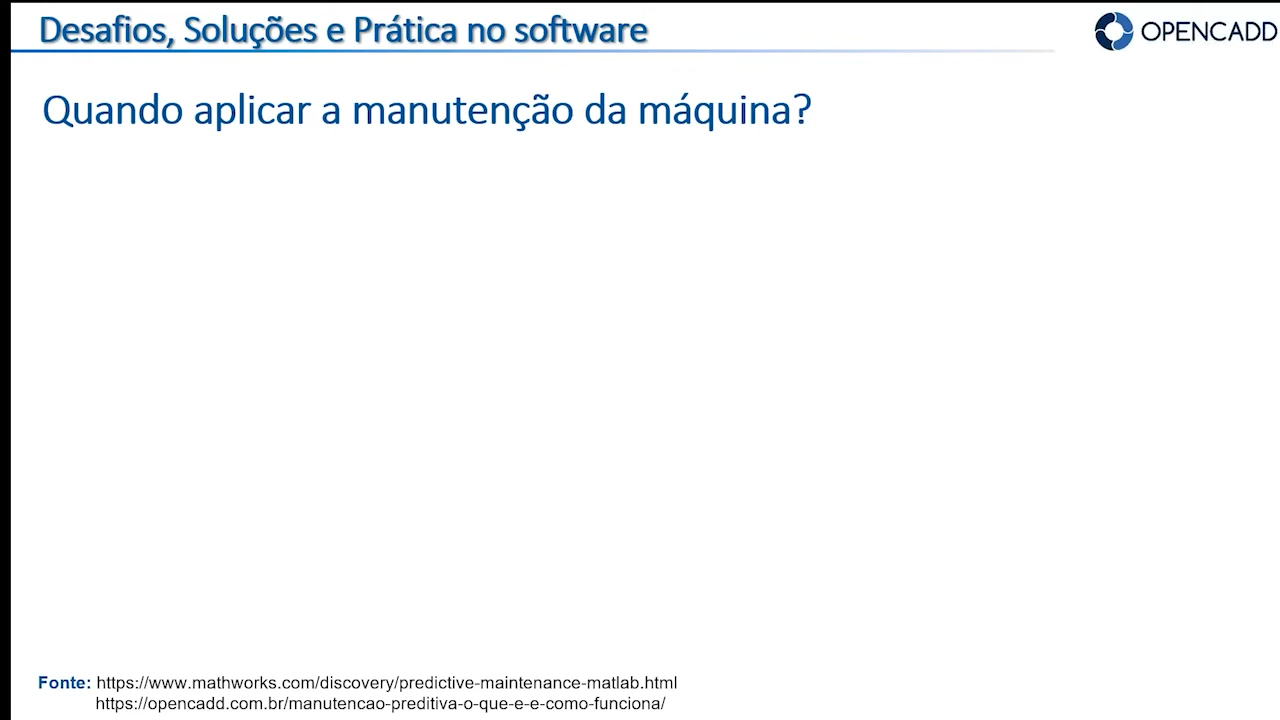 Desafios, Soluções e Prática no software
OPENCADD
Quando aplicar a manutenção da máquina?
Fonte: https://www.mathworks.com/discovery/predictive-maintenance-matlab.html
https://opencadd.com.br/manutencao-preditiva-o-que-e-e-como-funciona/